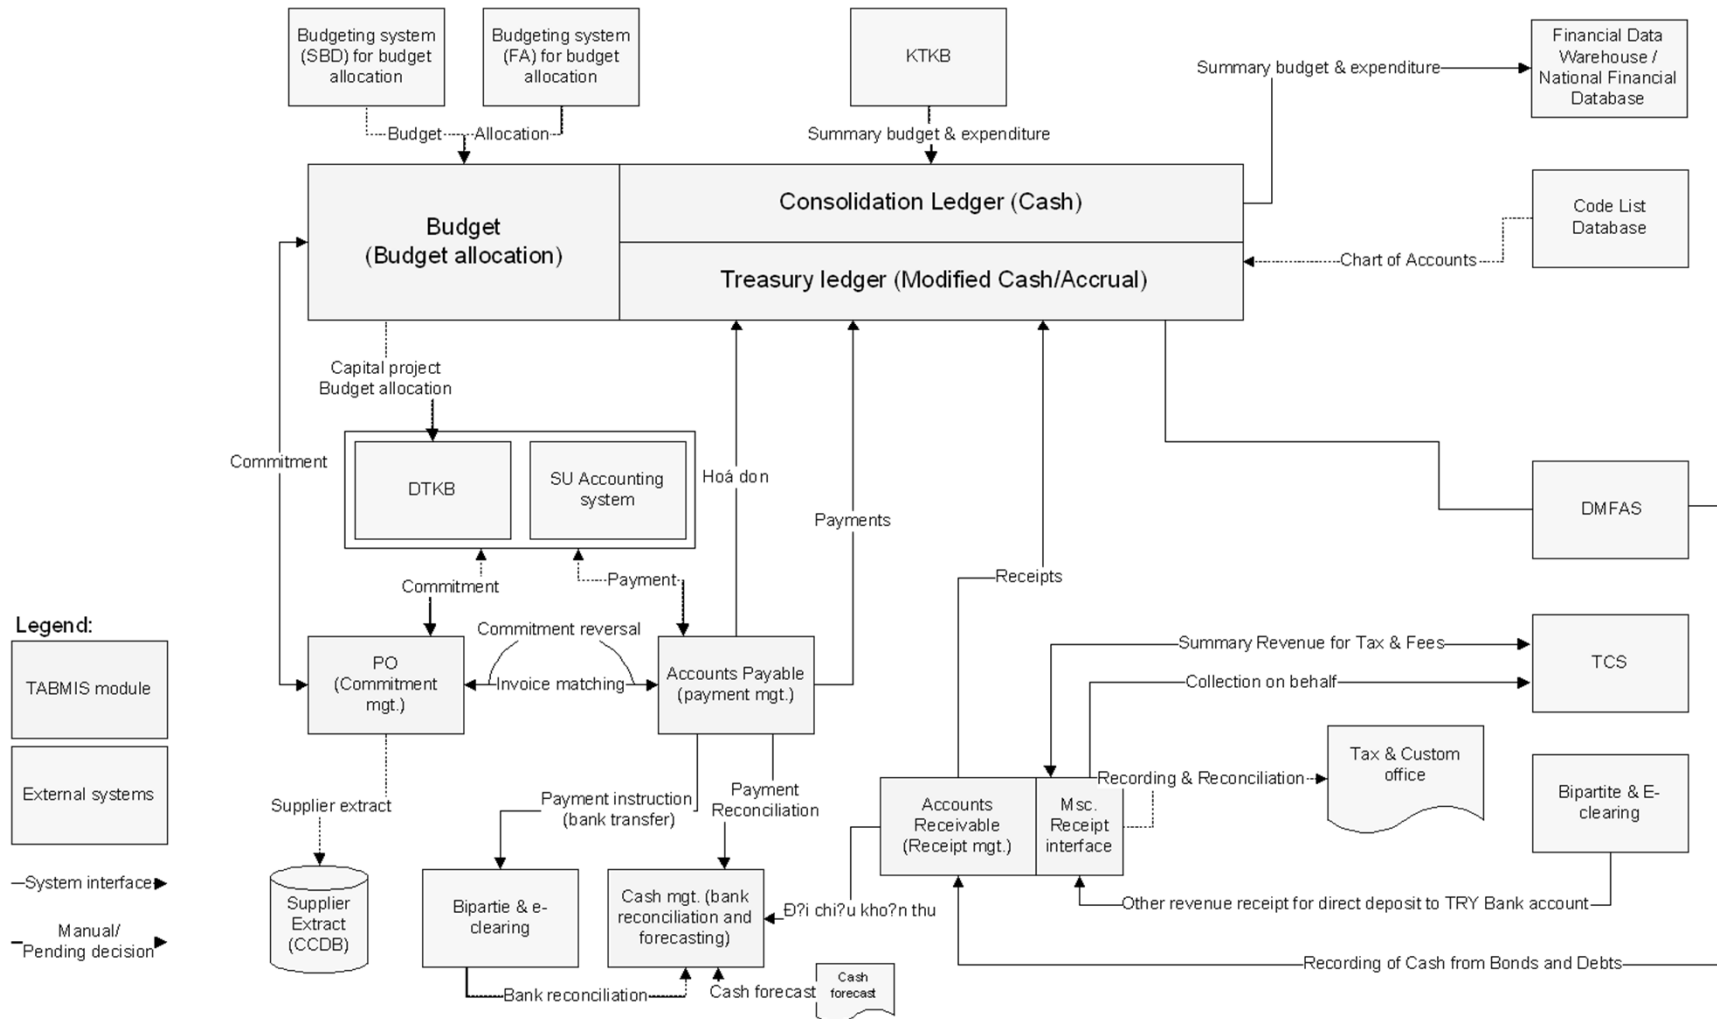 Budgeting system
(SBD) for budget
allocation
Budgeting system
(FA) for budget
allocation
KTKB
Financial Data
Warehouse /
National Financial
Database
Summary budget & expenditure
Budget
Allocation
Summary budget & expenditure
Budget
(Budget allocation)
Consolidation Ledger (Cash)
Treasury ledger (Modified Cash/Accrual)
Code List
Database
Chart of Accounts
Capital project
Budget allocation
Commitment
DTKB
SU Accounting
system
Hoá don
Payments
DMFAS
Receipts
Commitment
Payment
Legend:
TABMIS module
External systems
System interface
Manual/
Pending decision
PO
(Commitment
mgt.)
Commitment reversal
Invoice matching
Accounts Payable
(payment mgt.)
Summary Revenue for Tax & Fees
Collection on behalf
TCS
Supplier extract
Payment instruction
(bank transfer)
Payment
Reconciliation
Accounts
Receivable
(Receipt mgt.)
Msc.
Receipt
interface
Recording & Reconciliation
Tax & Custom
office
Bipartite & E-
clearing
Supplier
Extract
(CCDB)
Bipartie & e-
clearing
Cash mgt. (bank
reconciliation and
forecasting)
Đ?i chi?u kho?n thu
Other revenue receipt for direct deposit to TRY Bank account
Recording of Cash from Bonds and Debts
Bank reconciliation
Cash forecast
Cash
forecast